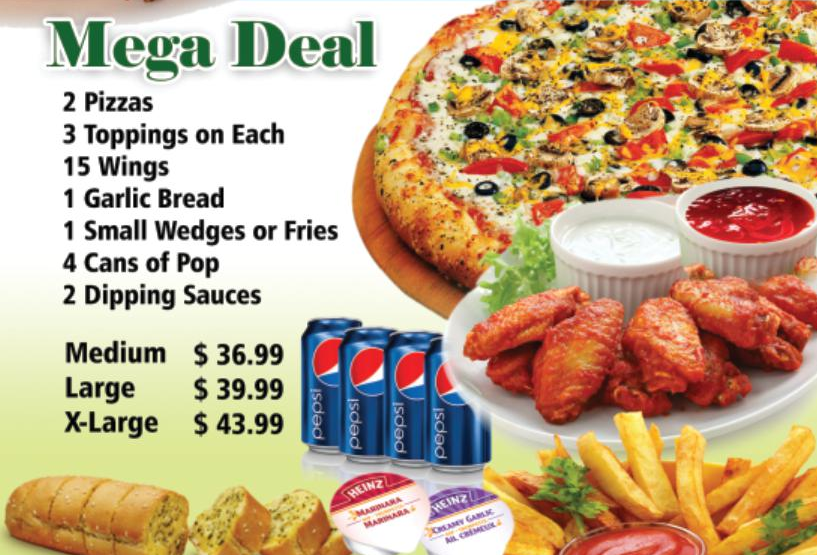 Mega Deal
2 Pizzas
3 Toppings on Each
15 Wings
1 Garlic Bread
1 Small Wedges or Fries
4 Cans of Pop
2 Dipping Sauces
Medium $ 36.99
Large $ 39.99
X-Large $ 43.99
pepsi
pepsi
pepsi
pepsi
HEINZ
MARINARA
MARINARA
HEINZ
CREAMY GARLIC
AIL CRÉMEUX